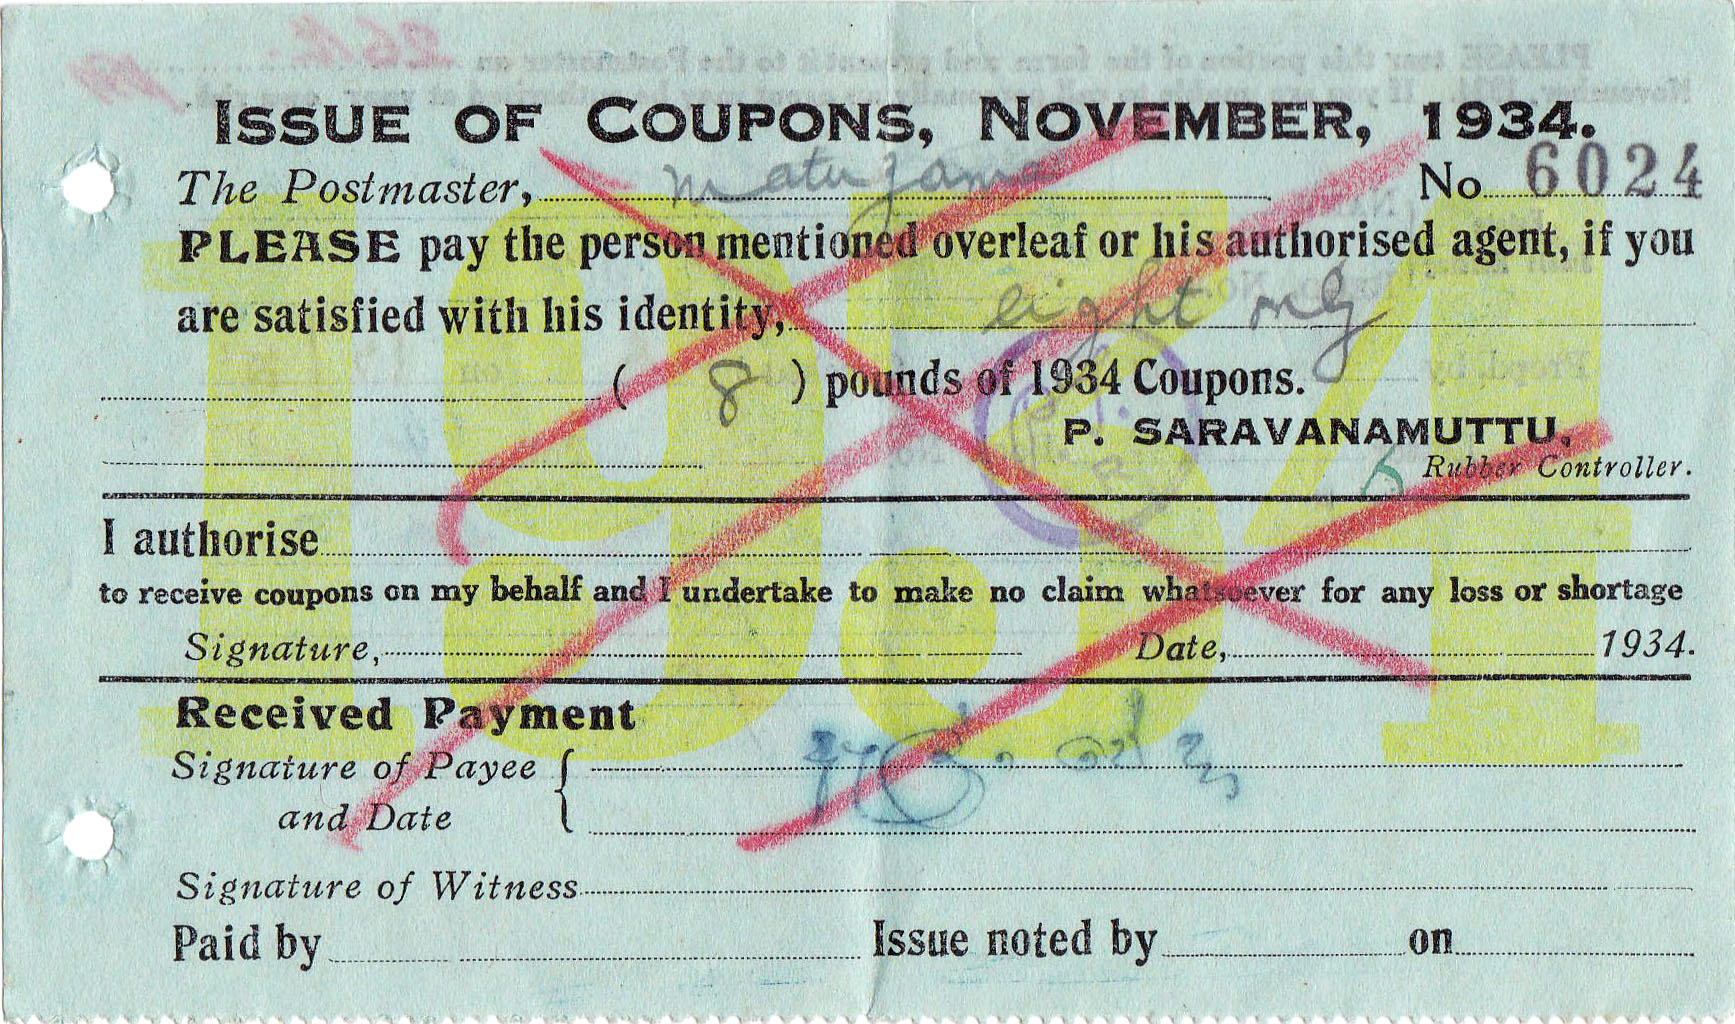 ISSUE OF COUPONS, NOVEMBER, 1934.
The Postmaster, Matugama No. 6024
PLEASE pay the person mentioned overleaf or his authorised agent, if you
are satisfied with his identity, eight only
( 8 ) pounds of 1934 Coupons.
P. SARAVANAMUTTU,
Rubber Controller.
I authorise
to receive coupons on my behalf and I undertake to make no claim whatsoever for any loss or shortage
Signature, Date, 1934.
Received Payment
Signature of Payee
and Date
Signature of Witness
Paid by Issue noted by on
1934